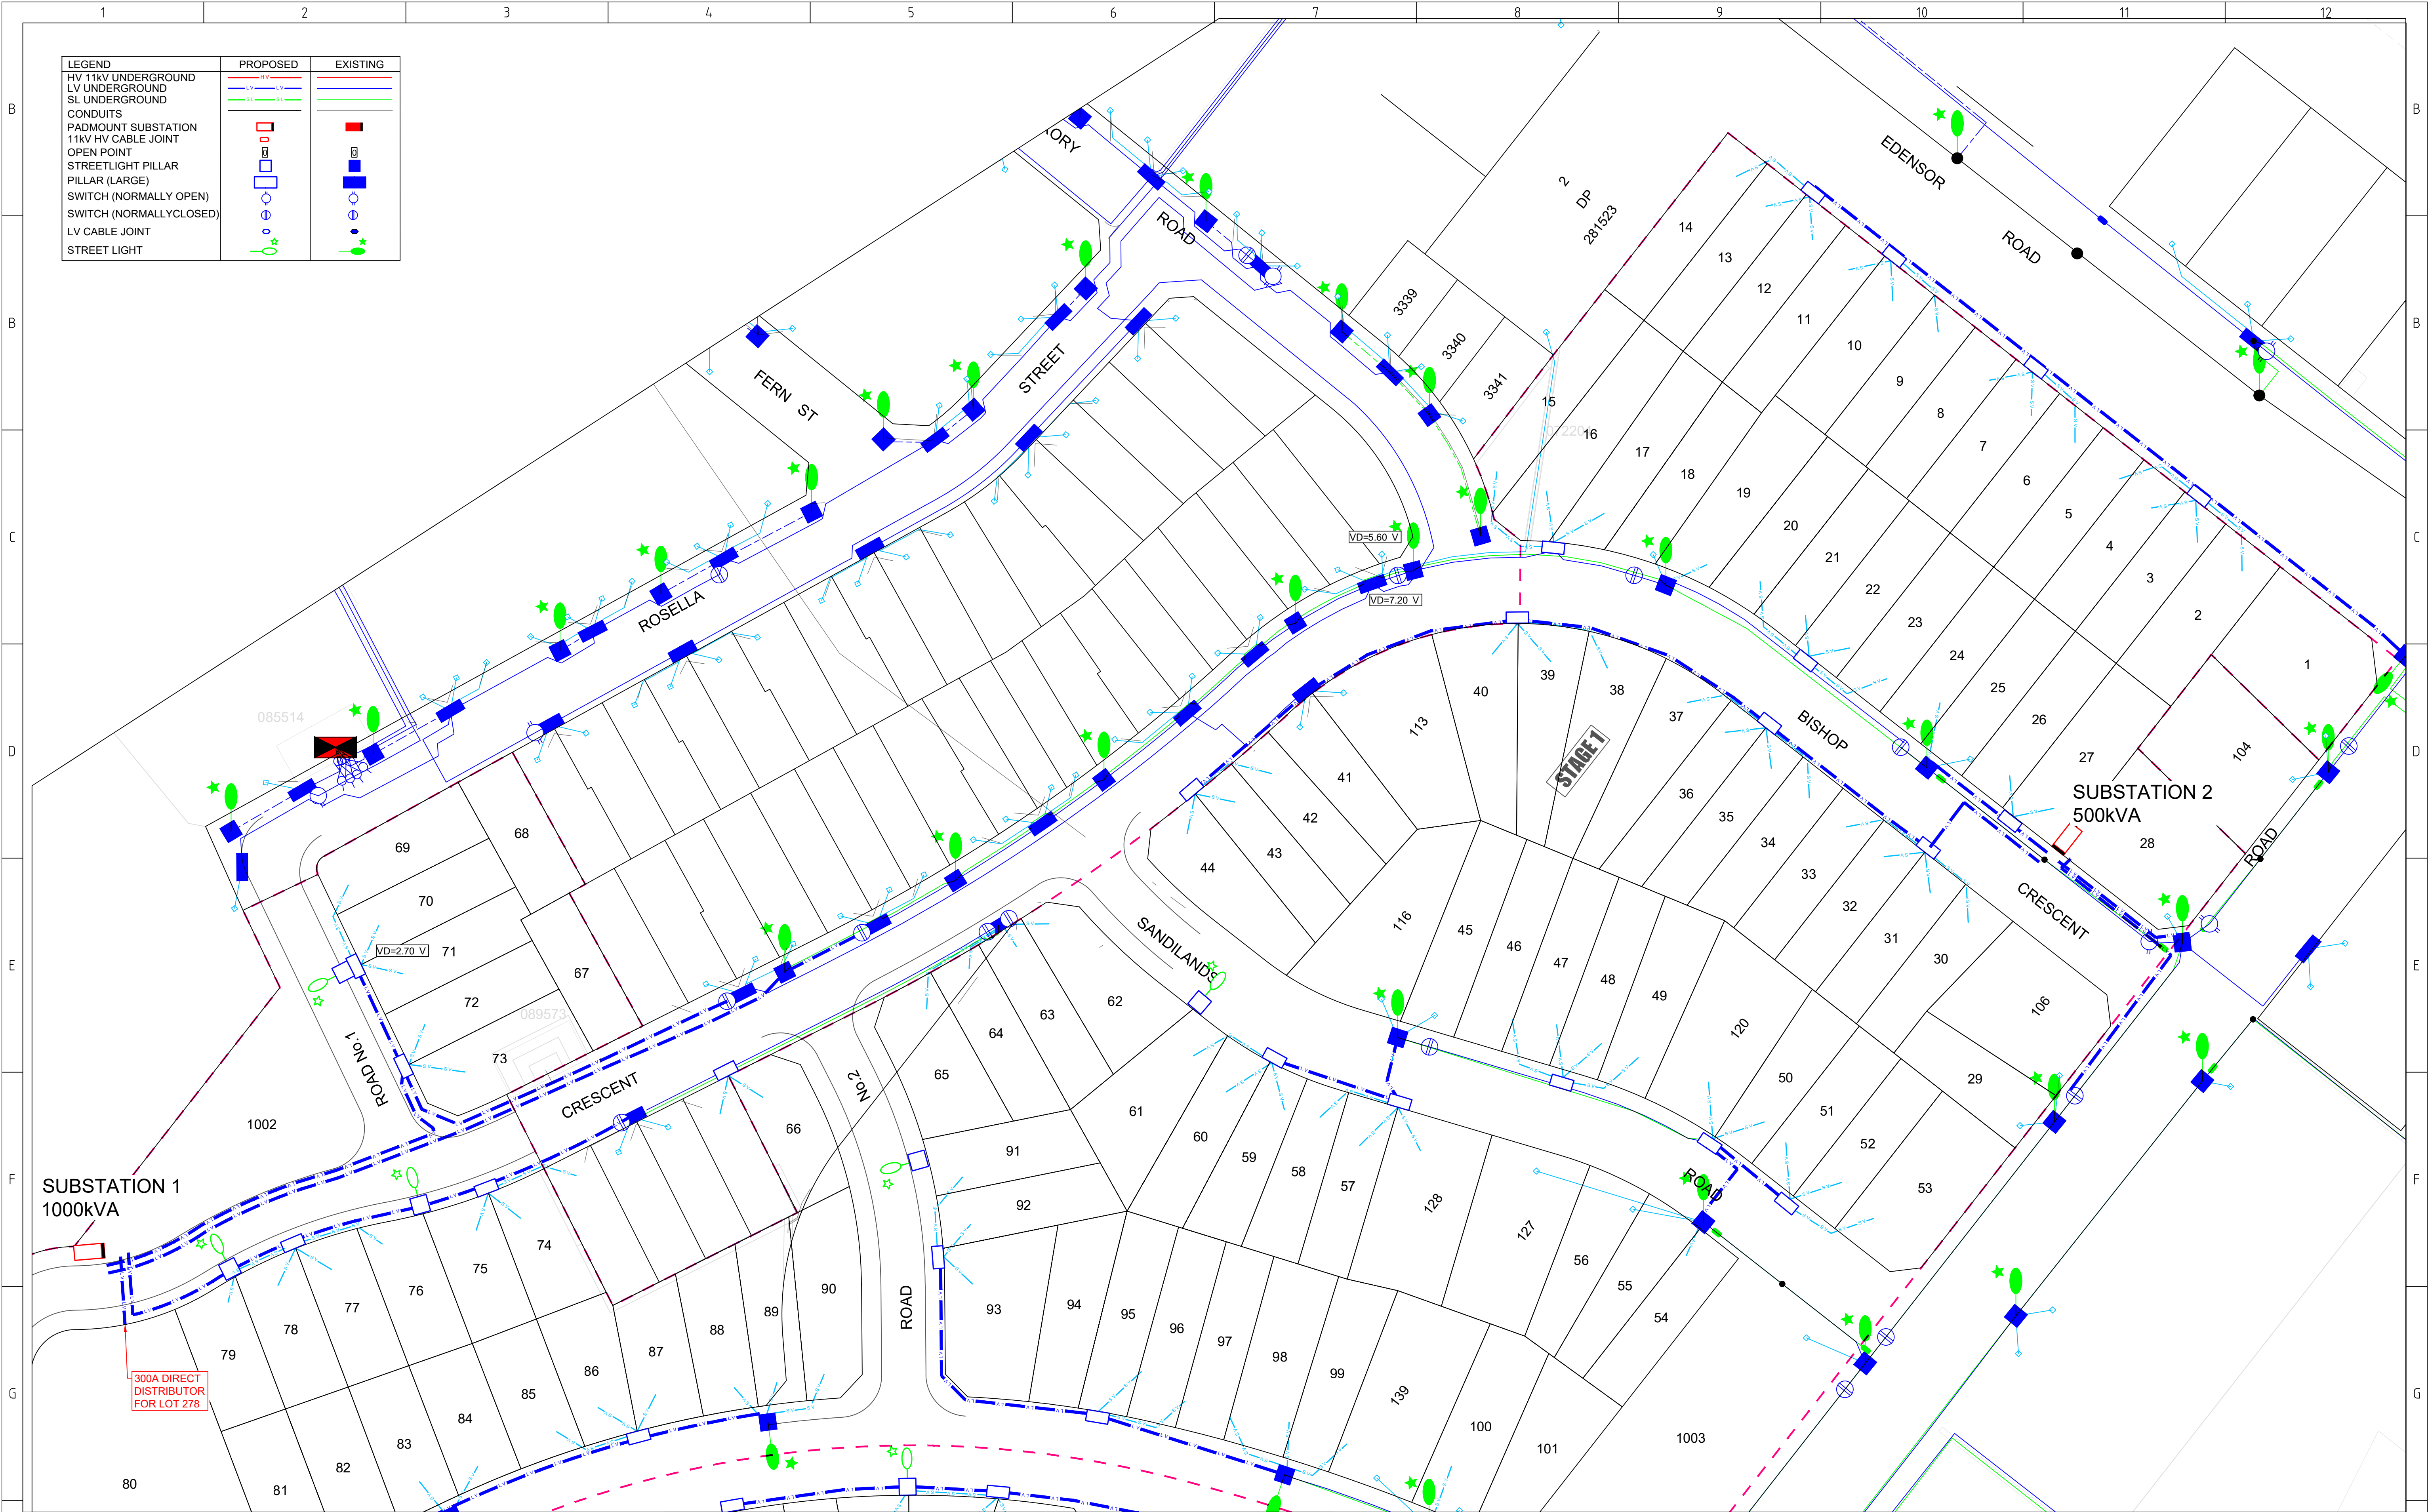 1 2 3 4 5 6 7 8 9 10 11 12
LEGEND PROPOSED EXISTING
HV 11kV UNDERGROUND
LV UNDERGROUND
SL UNDERGROUND
CONDUITS
PADMOUNT SUBSTATION
11kV HV CABLE JOINT
OPEN POINT
STREETLIGHT PILLAR
PILLAR (LARGE)
SWITCH (NORMALLY OPEN)
SWITCH (NORMALLYCLOSED)
LV CABLE JOINT
STREET LIGHT
B B
B B
C C
D D
E E
F F
G G
ORY
ROAD
EDENSOR
ROAD
2
DP
281523
FERN ST
STREET
ROSELLA
3339
3340
3341
14
13
12
11
10
9
8
7
6
5
4
3
2
1
104
15
16
17
18
19
20
21
22
23
24
25
26
27
28
072204
VD=5.60 V
VD=7.20 V
085514
BISHOP
CRESCENT
SUBSTATION 2
500kVA
ROAD
STAGE 1
113
40
39
38
37
36
35
34
33
32
31
30
106
29
41
42
43
44
116
45
46
47
48
49
120
50
51
52
53
SANDILANDS
ROAD
69
68
70
71
72
73
67
VD=2.70 V
089573
ROAD No.1
CRESCENT
No.2
ROAD
1002
SUBSTATION 1
1000kVA
62
63
64
65
61
60
59
58
57
128
127
56
55
54
66
91
92
93
94
95
96
97
98
99
139
100
101
1003
74
75
76
77
78
79
80
81
82
83
84
85
86
87
88
89
90
300A DIRECT
DISTRIBUTOR
FOR LOT 278